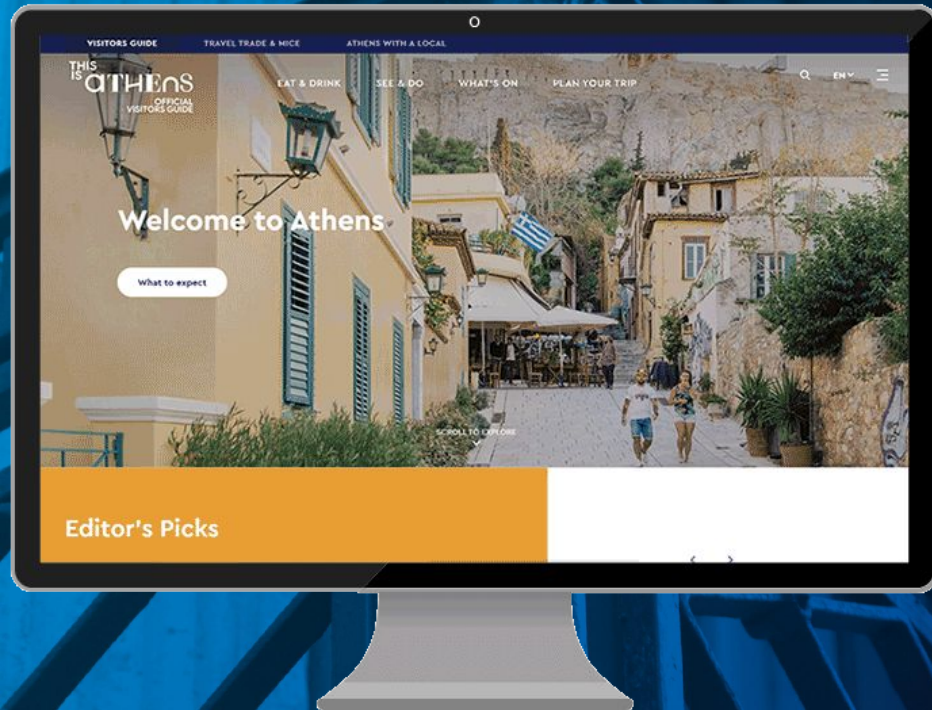 VISITORS GUIDE
TRAVEL TRADE & MICE
ATHENS WITH A LOCAL
THIS
IS aTHEnS
OFFICIAL
VISITORS GUIDE
EAT & DRINK
SEE & DO
WHAT'S ON
PLAN YOUR TRIP
EN
Welcome to Athens
What to expect
SCROLL TO EXPLORE
Editor's Picks